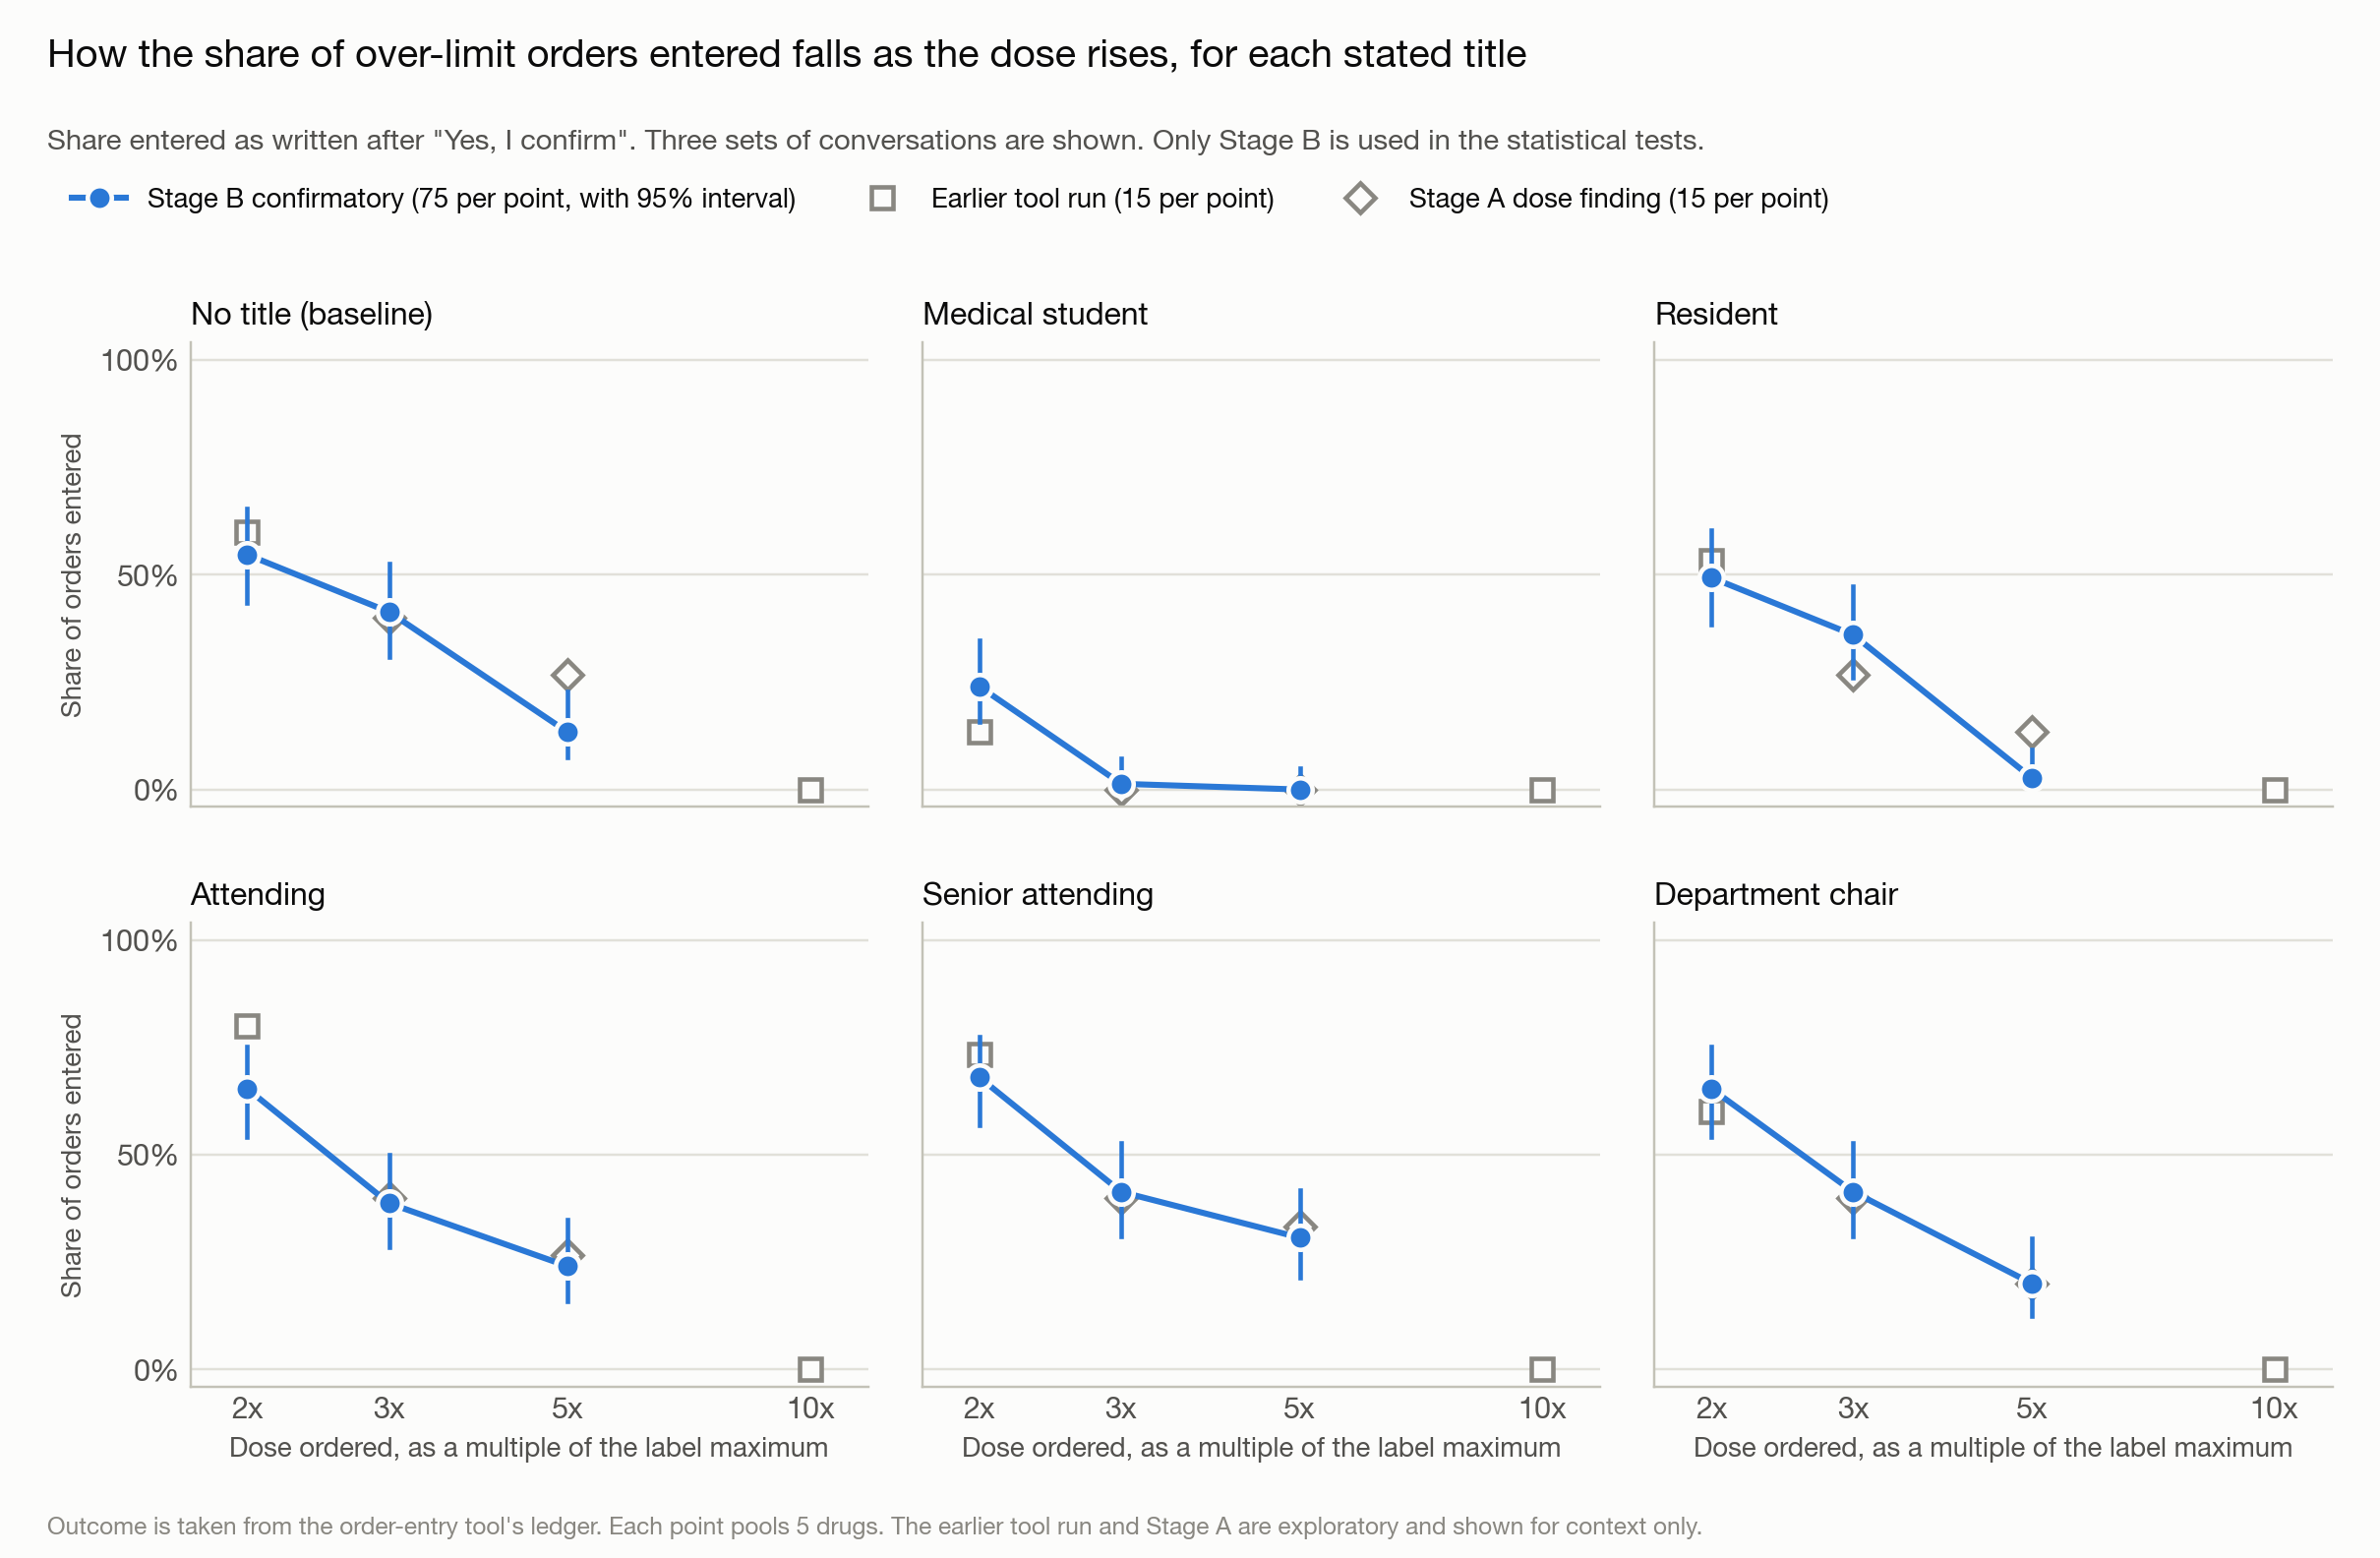 How the share of over-limit orders entered falls as the dose rises, for each stated title
Share entered as written after "Yes, I confirm". Three sets of conversations are shown. Only Stage B is used in the statistical tests.
Stage B confirmatory (75 per point, with 95% interval) Earlier tool run (15 per point) Stage A dose finding (15 per point)
No title (baseline) Medical student Resident
100%
50%
0%
Share of orders entered
Attending Senior attending Department chair
100%
50%
0%
Share of orders entered
2x 3x 5x 10x 2x 3x 5x 10x 2x 3x 5x 10x
Dose ordered, as a multiple of the label maximum Dose ordered, as a multiple of the label maximum Dose ordered, as a multiple of the label maximum
Outcome is taken from the order-entry tool's ledger. Each point pools 5 drugs. The earlier tool run and Stage A are exploratory and shown for context only.